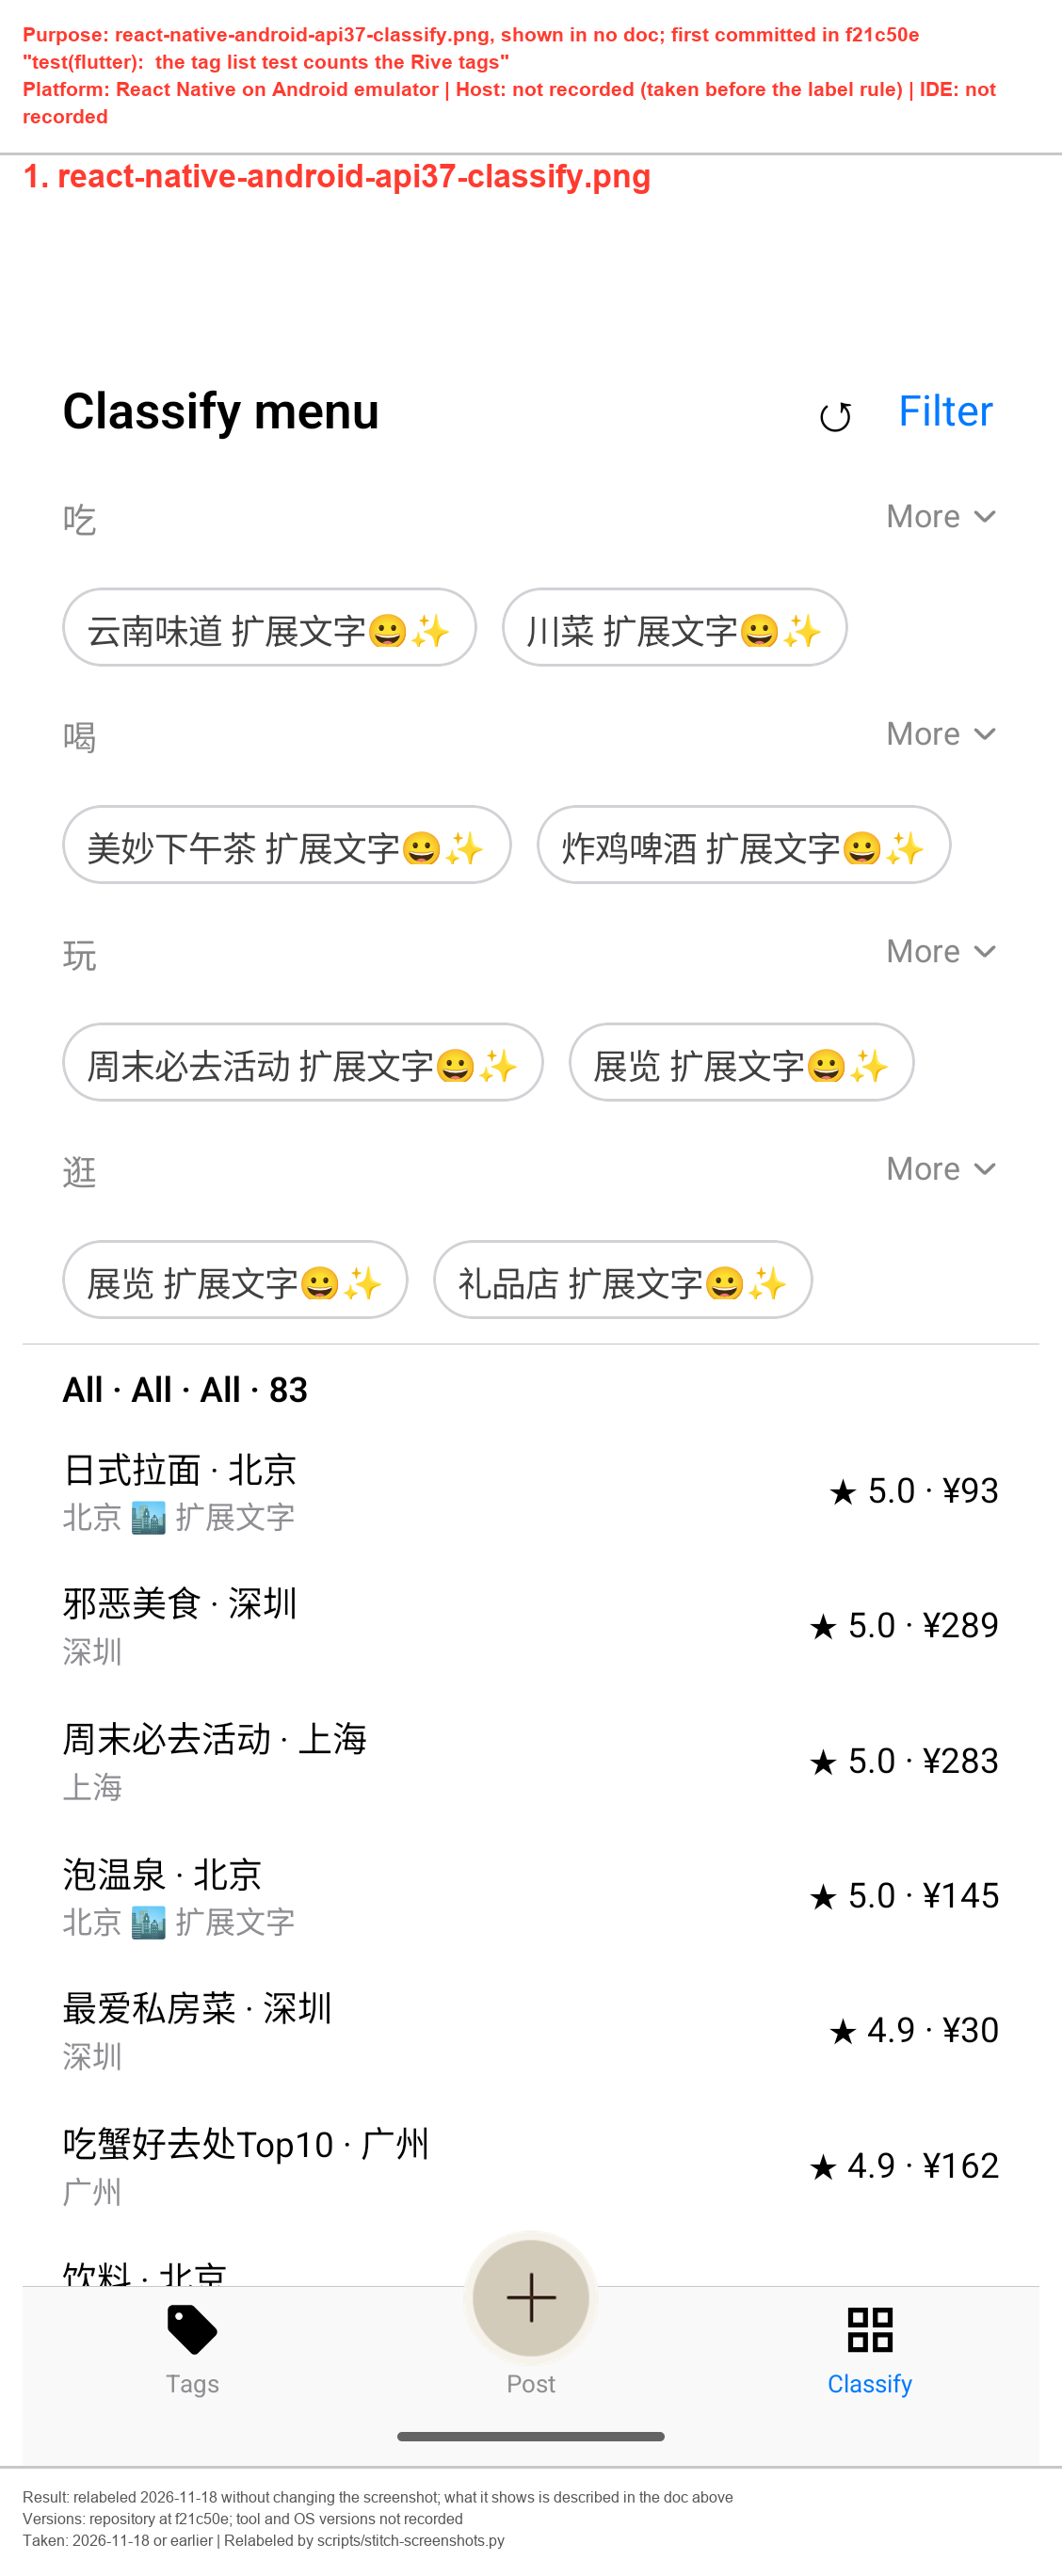 Purpose: react-native-android-api37-classify.png, shown in no doc; first committed in f21c50e
"test(flutter):  the tag list test counts the Rive tags"
Platform: React Native on Android emulator | Host: not recorded (taken before the label rule) | IDE: not
recorded
1. react-native-android-api37-classify.png
Classify menu Filter
吃 More
云南味道 扩展文字😀✨ 川菜 扩展文字😀✨
喝 More
美妙下午茶 扩展文字😀✨ 炸鸡啤酒 扩展文字😀✨
玩 More
周末必去活动 扩展文字😀✨ 展览 扩展文字😀✨
逛 More
展览 扩展文字😀✨ 礼品店 扩展文字😀✨
All · All · All · 83
日式拉面 · 北京
北京 🏙️ 扩展文字
★ 5.0 · ¥93
邪恶美食 · 深圳
深圳
★ 5.0 · ¥289
周末必去活动 · 上海
上海
★ 5.0 · ¥283
泡温泉 · 北京
北京 🏙️ 扩展文字
★ 5.0 · ¥145
最爱私房菜 · 深圳
深圳
★ 4.9 · ¥30
吃蟹好去处Top10 · 广州
广州
★ 4.9 · ¥162
饮料 · 北京
Tags Post Classify
Result: relabeled 2026-11-18 without changing the screenshot; what it shows is described in the doc above
Versions: repository at f21c50e; tool and OS versions not recorded
Taken: 2026-11-18 or earlier | Relabeled by scripts/stitch-screenshots.py